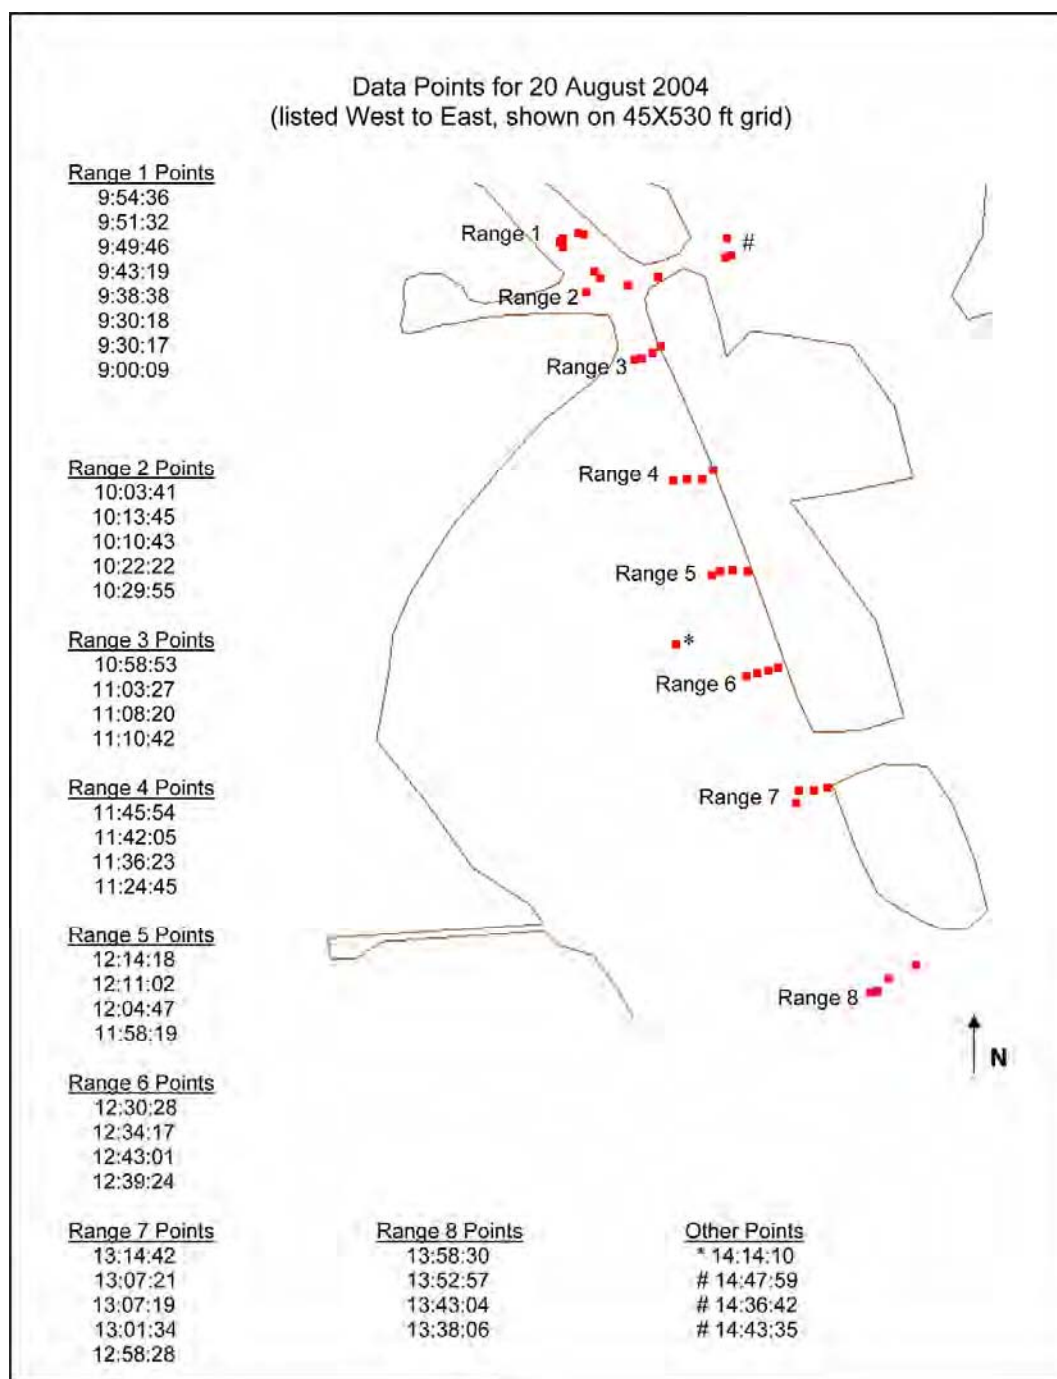 Data Points for 20 August 2004
(listed West to East, shown on 45X530 ft grid)
Range 1 Points
9:54:36
9:51:32
9:49:46
9:43:19
9:38:38
9:30:18
9:30:17
9:00:09
Range 2 Points
10:03:41
10:13:45
10:10:43
10:22:22
10:29:55
Range 3 Points
10:58:53
11:03:27
11:08:20
11:10:42
Range 4 Points
11:45:54
11:42:05
11:36:23
11:24:45
Range 5 Points
12:14:18
12:11:02
12:04:47
11:58:19
Range 6 Points
12:30:28
12:34:17
12:43:01
12:39:24
Range 7 Points
13:14:42
13:07:21
13:07:19
13:01:34
12:58:28
Range 8 Points
13:58:30
13:52:57
13:43:04
13:38:06
Other Points
* 14:14:10
# 14:47:59
# 14:36:42
# 14:43:35
Range 1
#
Range 2
Range 3
Range 4
Range 5
*
Range 6
Range 7
Range 8
N